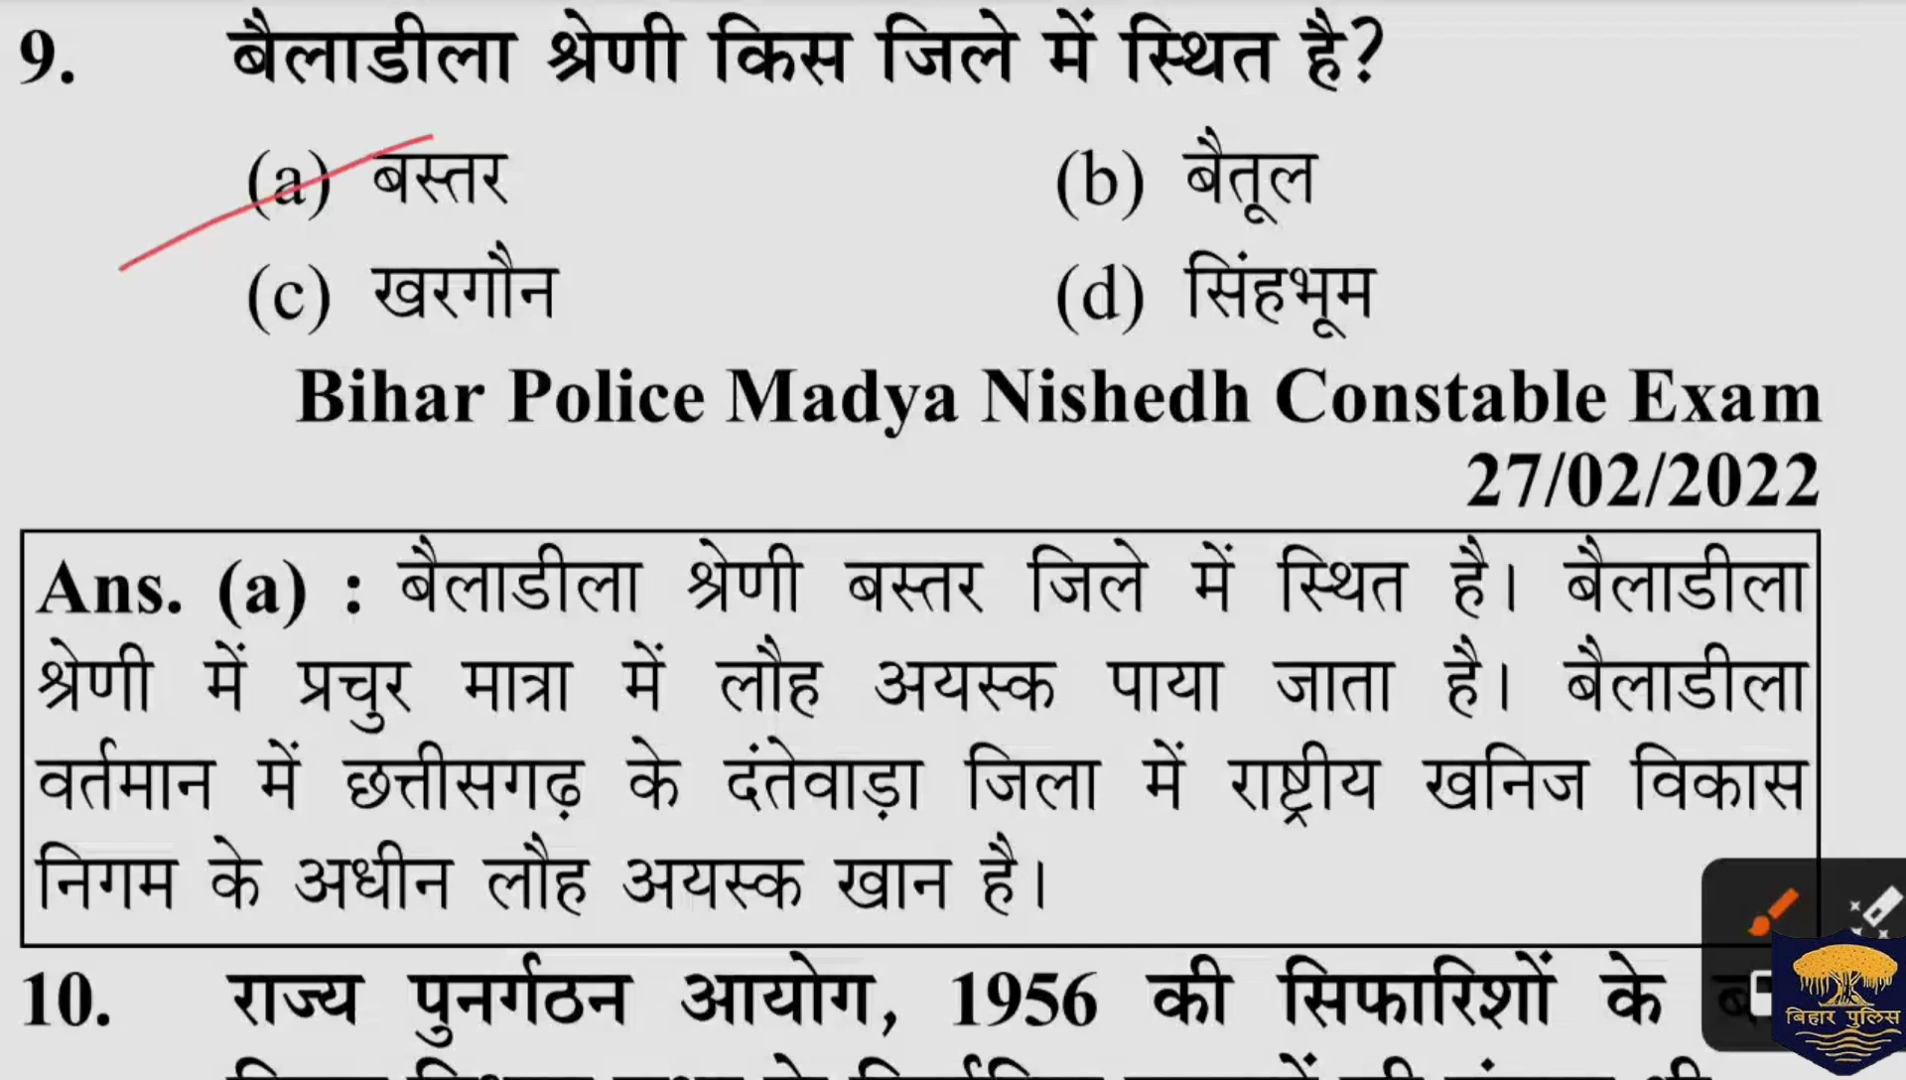 9. बैलाडीला श्रेणी किस जिले में स्थित है?
(a) बस्तर (b) बैतूल
(c) खरगौन (d) सिंहभूम
Bihar Police Madya Nishedh Constable Exam
27/02/2022
Ans. (a) : बैलाडीला श्रेणी बस्तर जिले में स्थित है। बैलाडीला
श्रेणी में प्रचुर मात्रा में लौह अयस्क पाया जाता है। बैलाडीला
वर्तमान में छत्तीसगढ़ के दंतेवाड़ा जिला में राष्ट्रीय खनिज विकास
निगम के अधीन लौह अयस्क खान है।
10. राज्य पुनर्गठन आयोग, 1956 की सिफारिशों के
बिहार पुलिस